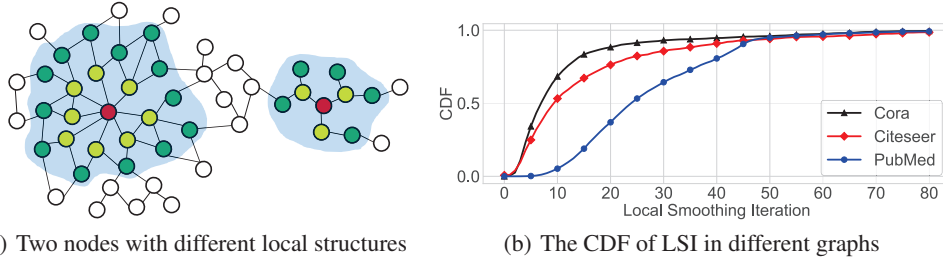 1.0
0.5
0.0
CDF
Cora
Citeseer
PubMed
0 10 20 30 40 50 60 70 80
Local Smoothing Iteration
) Two nodes with different local structures
(b) The CDF of LSI in different graphs